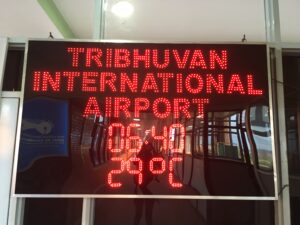 TRIBHUVAN
INTERNATIONAL
AIRPORT
06:40
29°C